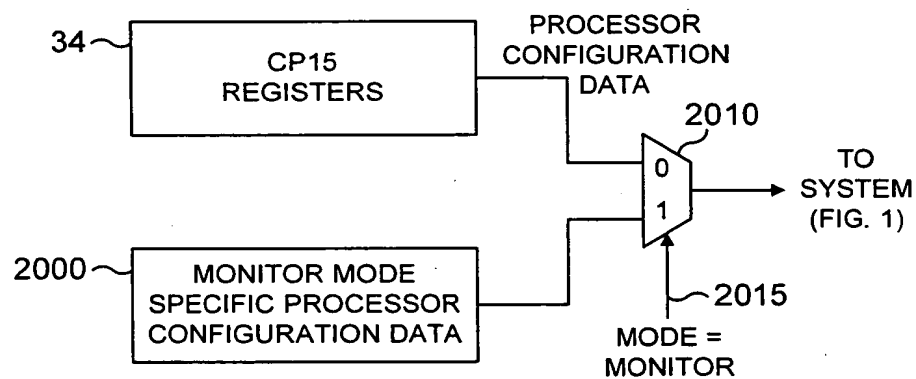 34
CP15
REGISTERS
PROCESSOR
CONFIGURATION
DATA
2010
0
1
TO
SYSTEM
(FIG. 1)
2000
MONITOR MODE
SPECIFIC PROCESSOR
CONFIGURATION DATA
2015
MODE =
MONITOR